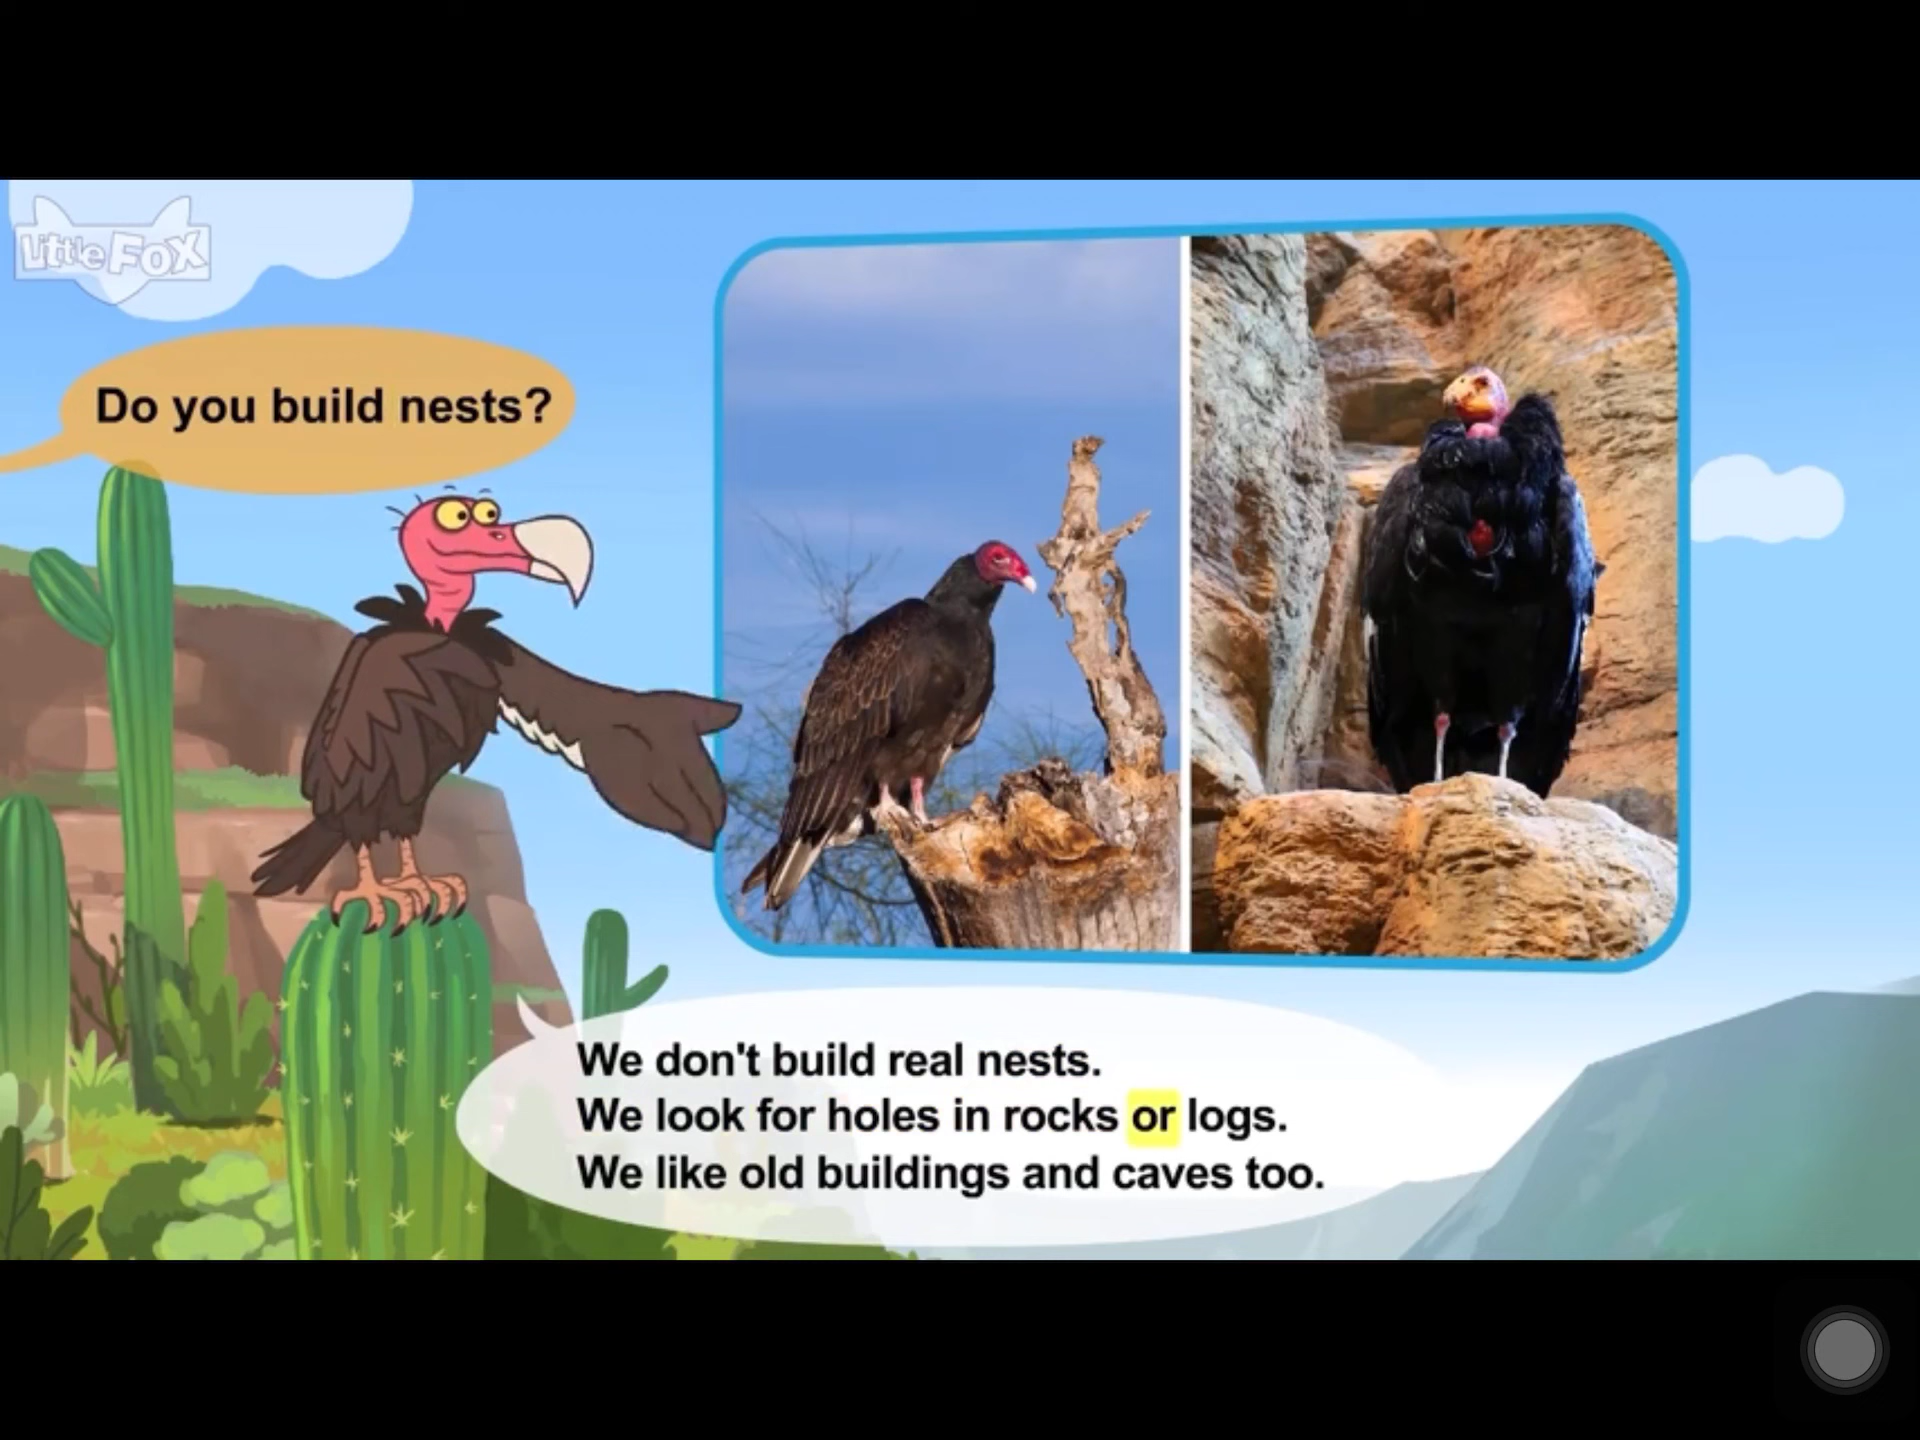 Little Fox
Do you build nests?
We don't build real nests.
We look for holes in rocks or logs.
We like old buildings and caves too.